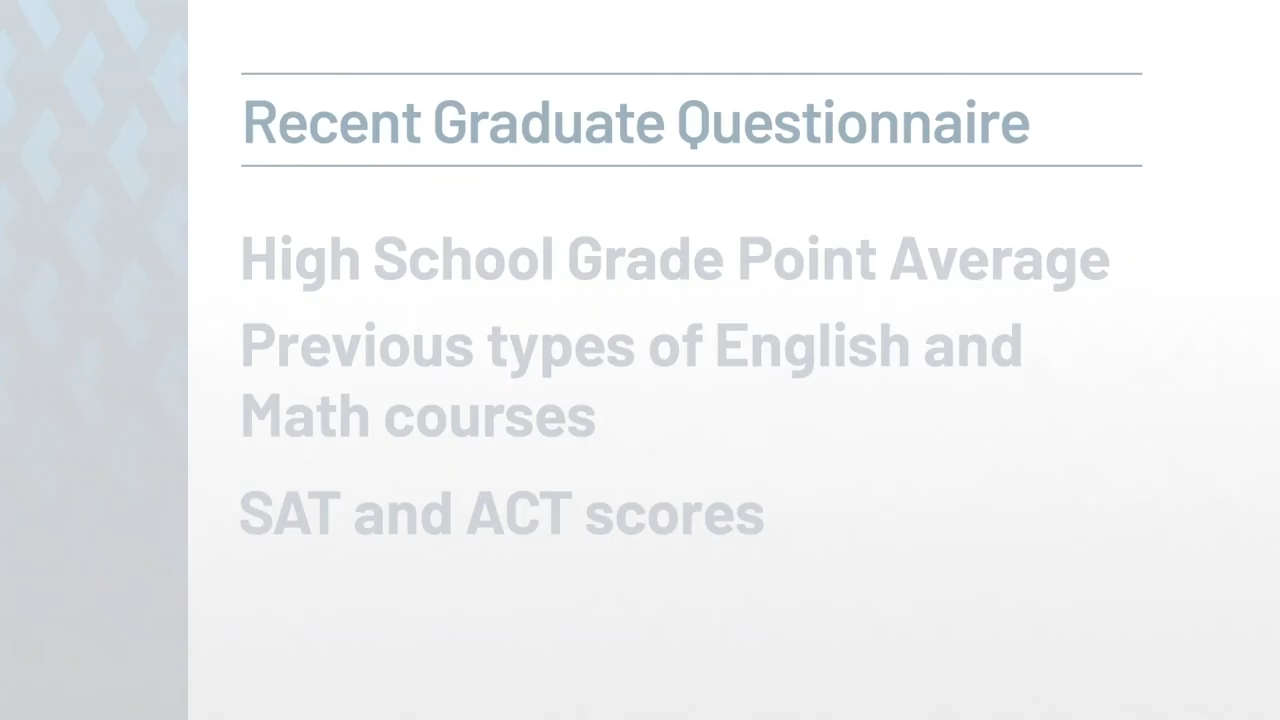 Recent Graduate Questionnaire
High School Grade Point Average
Previous types of English and
Math courses
SAT and ACT scores